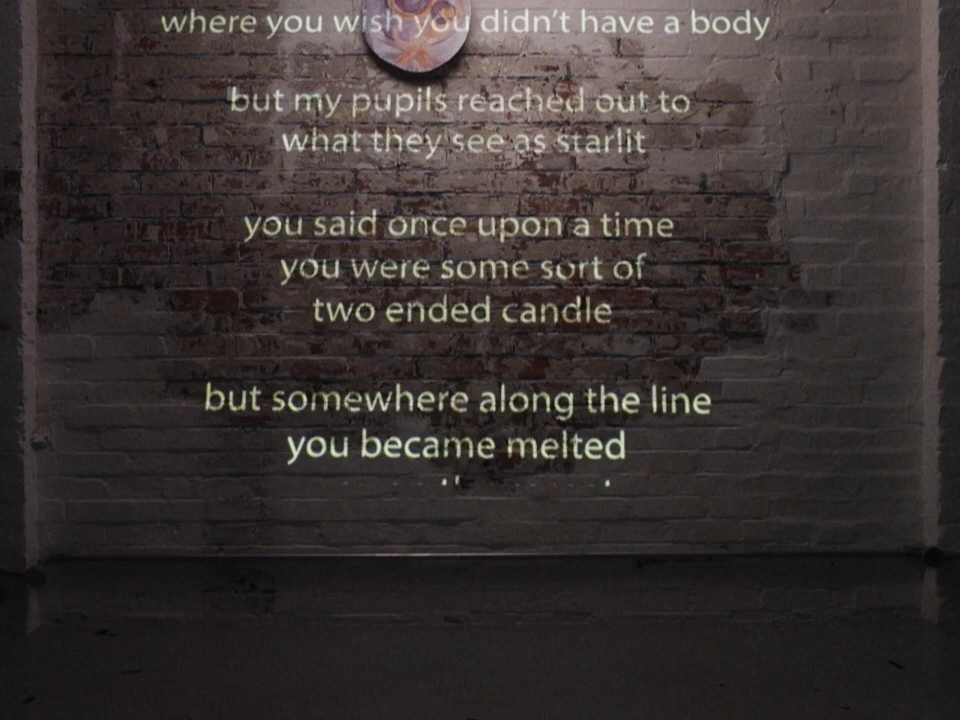 where you wish you didn't have a body
but my pupils reached out to
what they see as starlit
you said once upon a time
you were some sort of
two ended candle
but somewhere along the line
you became melted